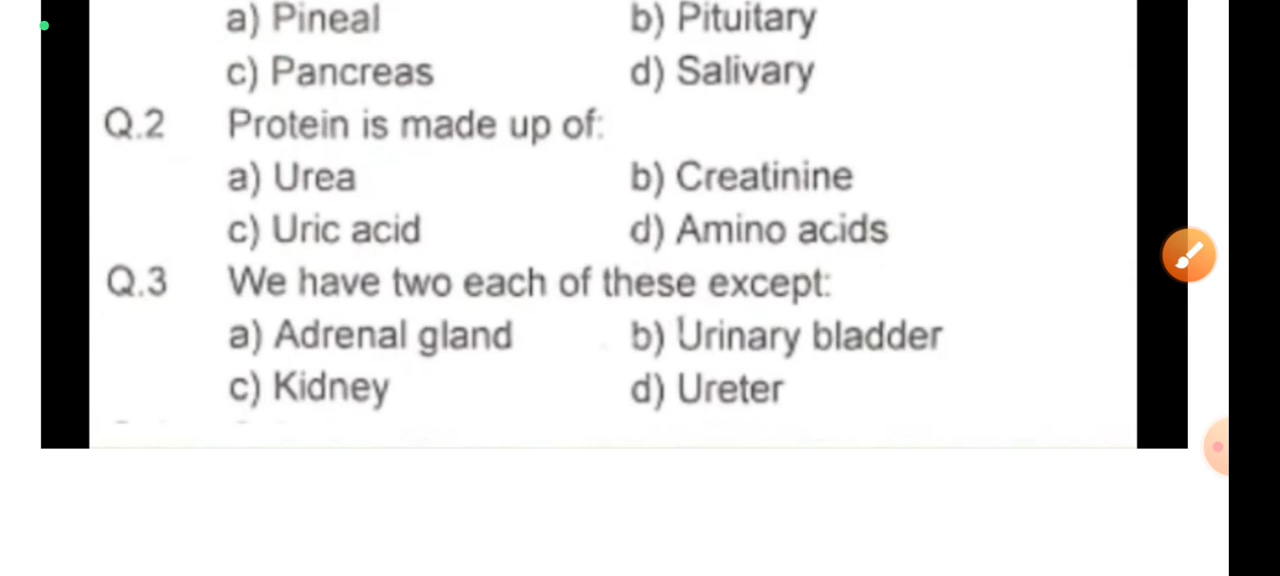 a) Pineal b) Pituitary
c) Pancreas d) Salivary
Q.2 Protein is made up of:
a) Urea b) Creatinine
c) Uric acid d) Amino acids
Q.3 We have two each of these except:
a) Adrenal gland b) Urinary bladder
c) Kidney d) Ureter